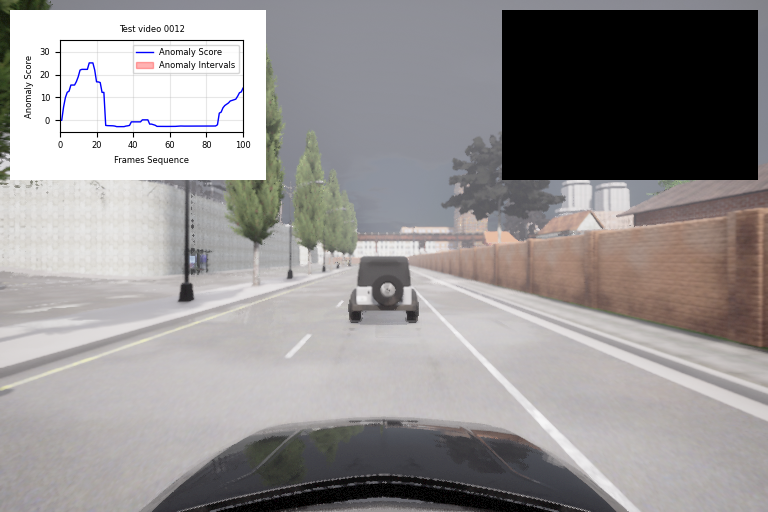 Test video 0012
Anomaly Score
Anomaly Intervals
Anomaly Score
30
20
10
0
0 20 40 60 80 100
Frames Sequence